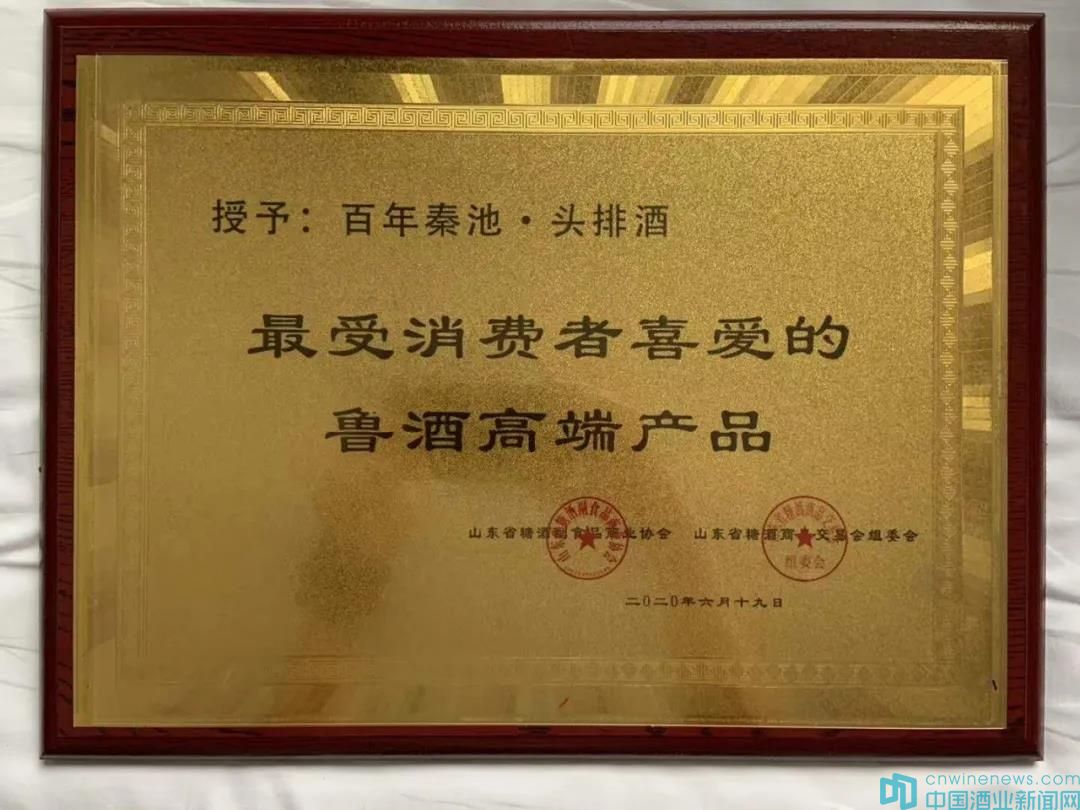 授予：百年秦池·头排酒
最受消费者喜爱的
鲁酒高端产品
山东省糖酒副食品商业协会 山东省糖酒商品交易会组委会
组委会
二〇二〇年六月十九日
cnwinenews.com
中国酒业新闻网